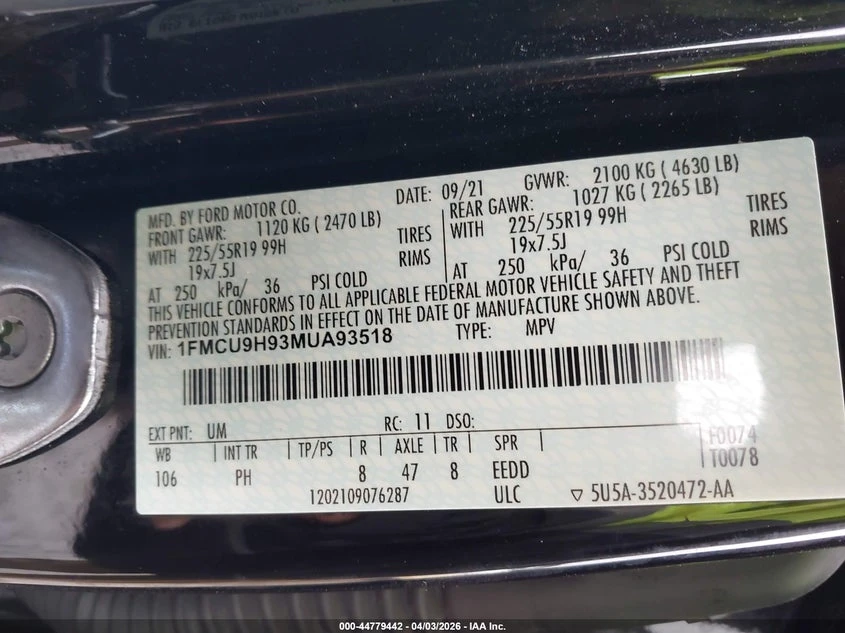 MFD. BY FORD MOTOR CO. DATE: 09/21 GVWR: 2100 KG ( 4630 LB)
FRONT GAWR: 1120 KG ( 2470 LB) REAR GAWR: 1027 KG ( 2265 LB)
WITH 225/55R19 99H TIRES WITH 225/55R19 99H TIRES
19x7.5J RIMS 19x7.5J RIMS
AT 250 kPa/ 36 PSI COLD AT 250 kPa/ 36 PSI COLD
THIS VEHICLE CONFORMS TO ALL APPLICABLE FEDERAL MOTOR VEHICLE SAFETY AND THEFT
PREVENTION STANDARDS IN EFFECT ON THE DATE OF MANUFACTURE SHOWN ABOVE.
VIN: 1FMCU9H93MUA93518 TYPE: MPV
EXT PNT: UM RC: 11 DSO:
WB INT TR TP/PS R AXLE TR SPR F0074
106 PH 8 47 8 EEDD T0078
1202109076287 ULC ▽ 5U5A-3520472-AA
000-44779442 - 04/03/2026 - IAA Inc.